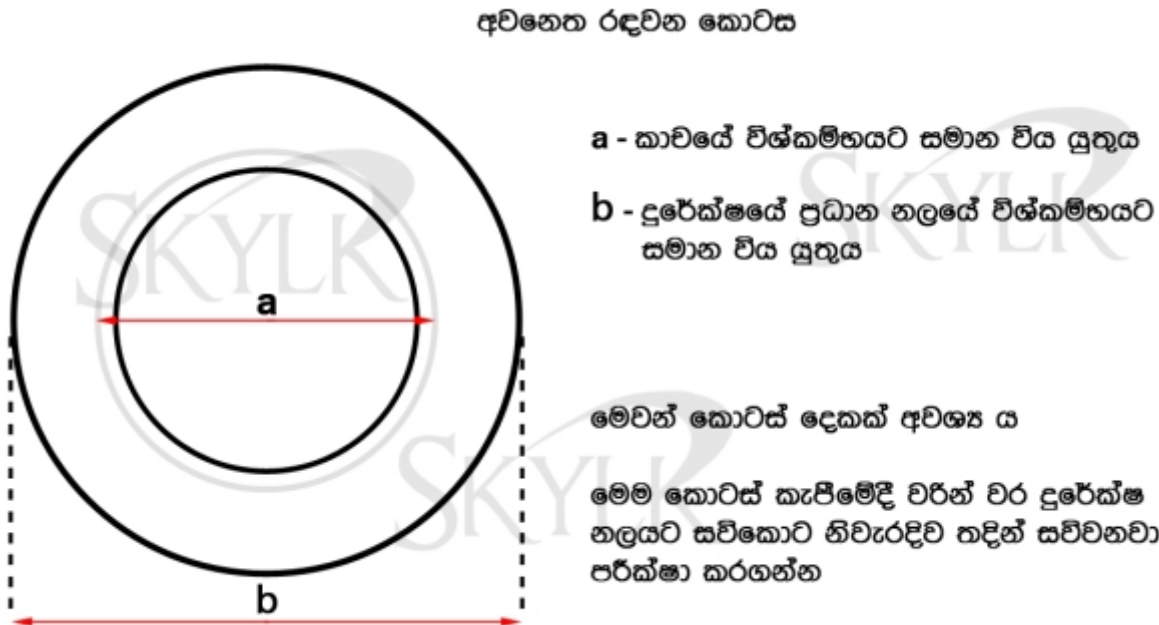 අවනෙත රඳවන කොටස
a - කාචයේ විශ්කම්භයට සමාන විය යුතුය
b - දුරේක්ෂයේ ප්‍රධාන නලයේ විශ්කම්භයට
සමාන විය යුතුය
SKYLK
SKYLK
a
මෙවන් කොටස් දෙකක් අවශ්‍ය ය
SKYLK
මෙම කොටස් කැපීමේදී වරින් වර දුරේක්ෂ
නලයට සවිකොට නිවැරදිව තදින් සවිවනවා
පරීක්ෂා කරගන්න
b